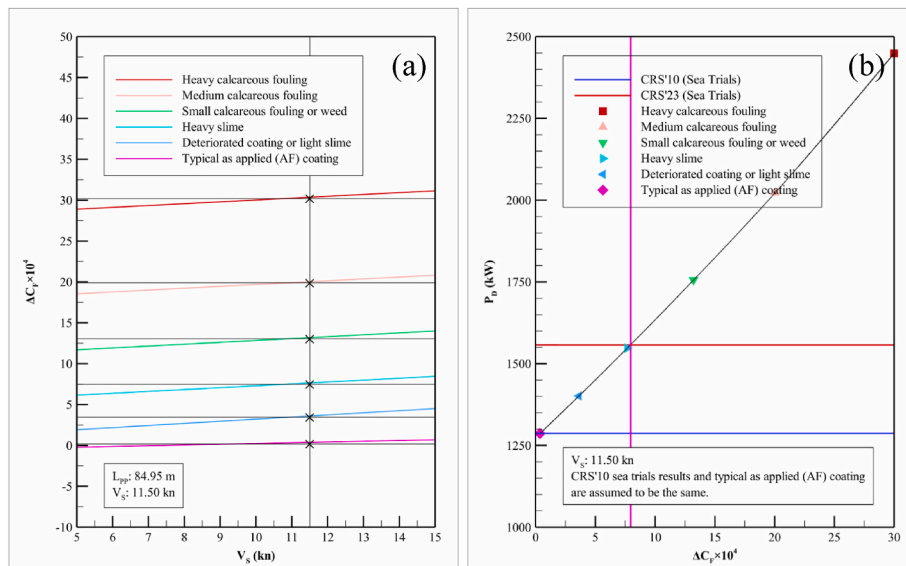 (a)
50
45
40
35
30
25
20
15
10
5
0
-5
-10
ΔC_F×10⁴
Heavy calcareous fouling
Medium calcareous fouling
Small calcareous fouling or weed
Heavy slime
Deteriorated coating or light slime
Typical as applied (AF) coating
L_PP: 84.95 m
V_S: 11.50 kn
5 6 7 8 9 10 11 12 13 14 15
V_S (kn)
(b)
2500
2250
2000
1750
1500
1250
1000
P_D (kW)
CRS'10 (Sea Trials)
CRS'23 (Sea Trials)
Heavy calcareous fouling
Medium calcareous fouling
Small calcareous fouling or weed
Heavy slime
Deteriorated coating or light slime
Typical as applied (AF) coating
V_S: 11.50 kn
CRS'10 sea trials results and typical as applied (AF) coating
are assumed to be the same.
0 5 10 15 20 25 30
ΔC_F×10⁴